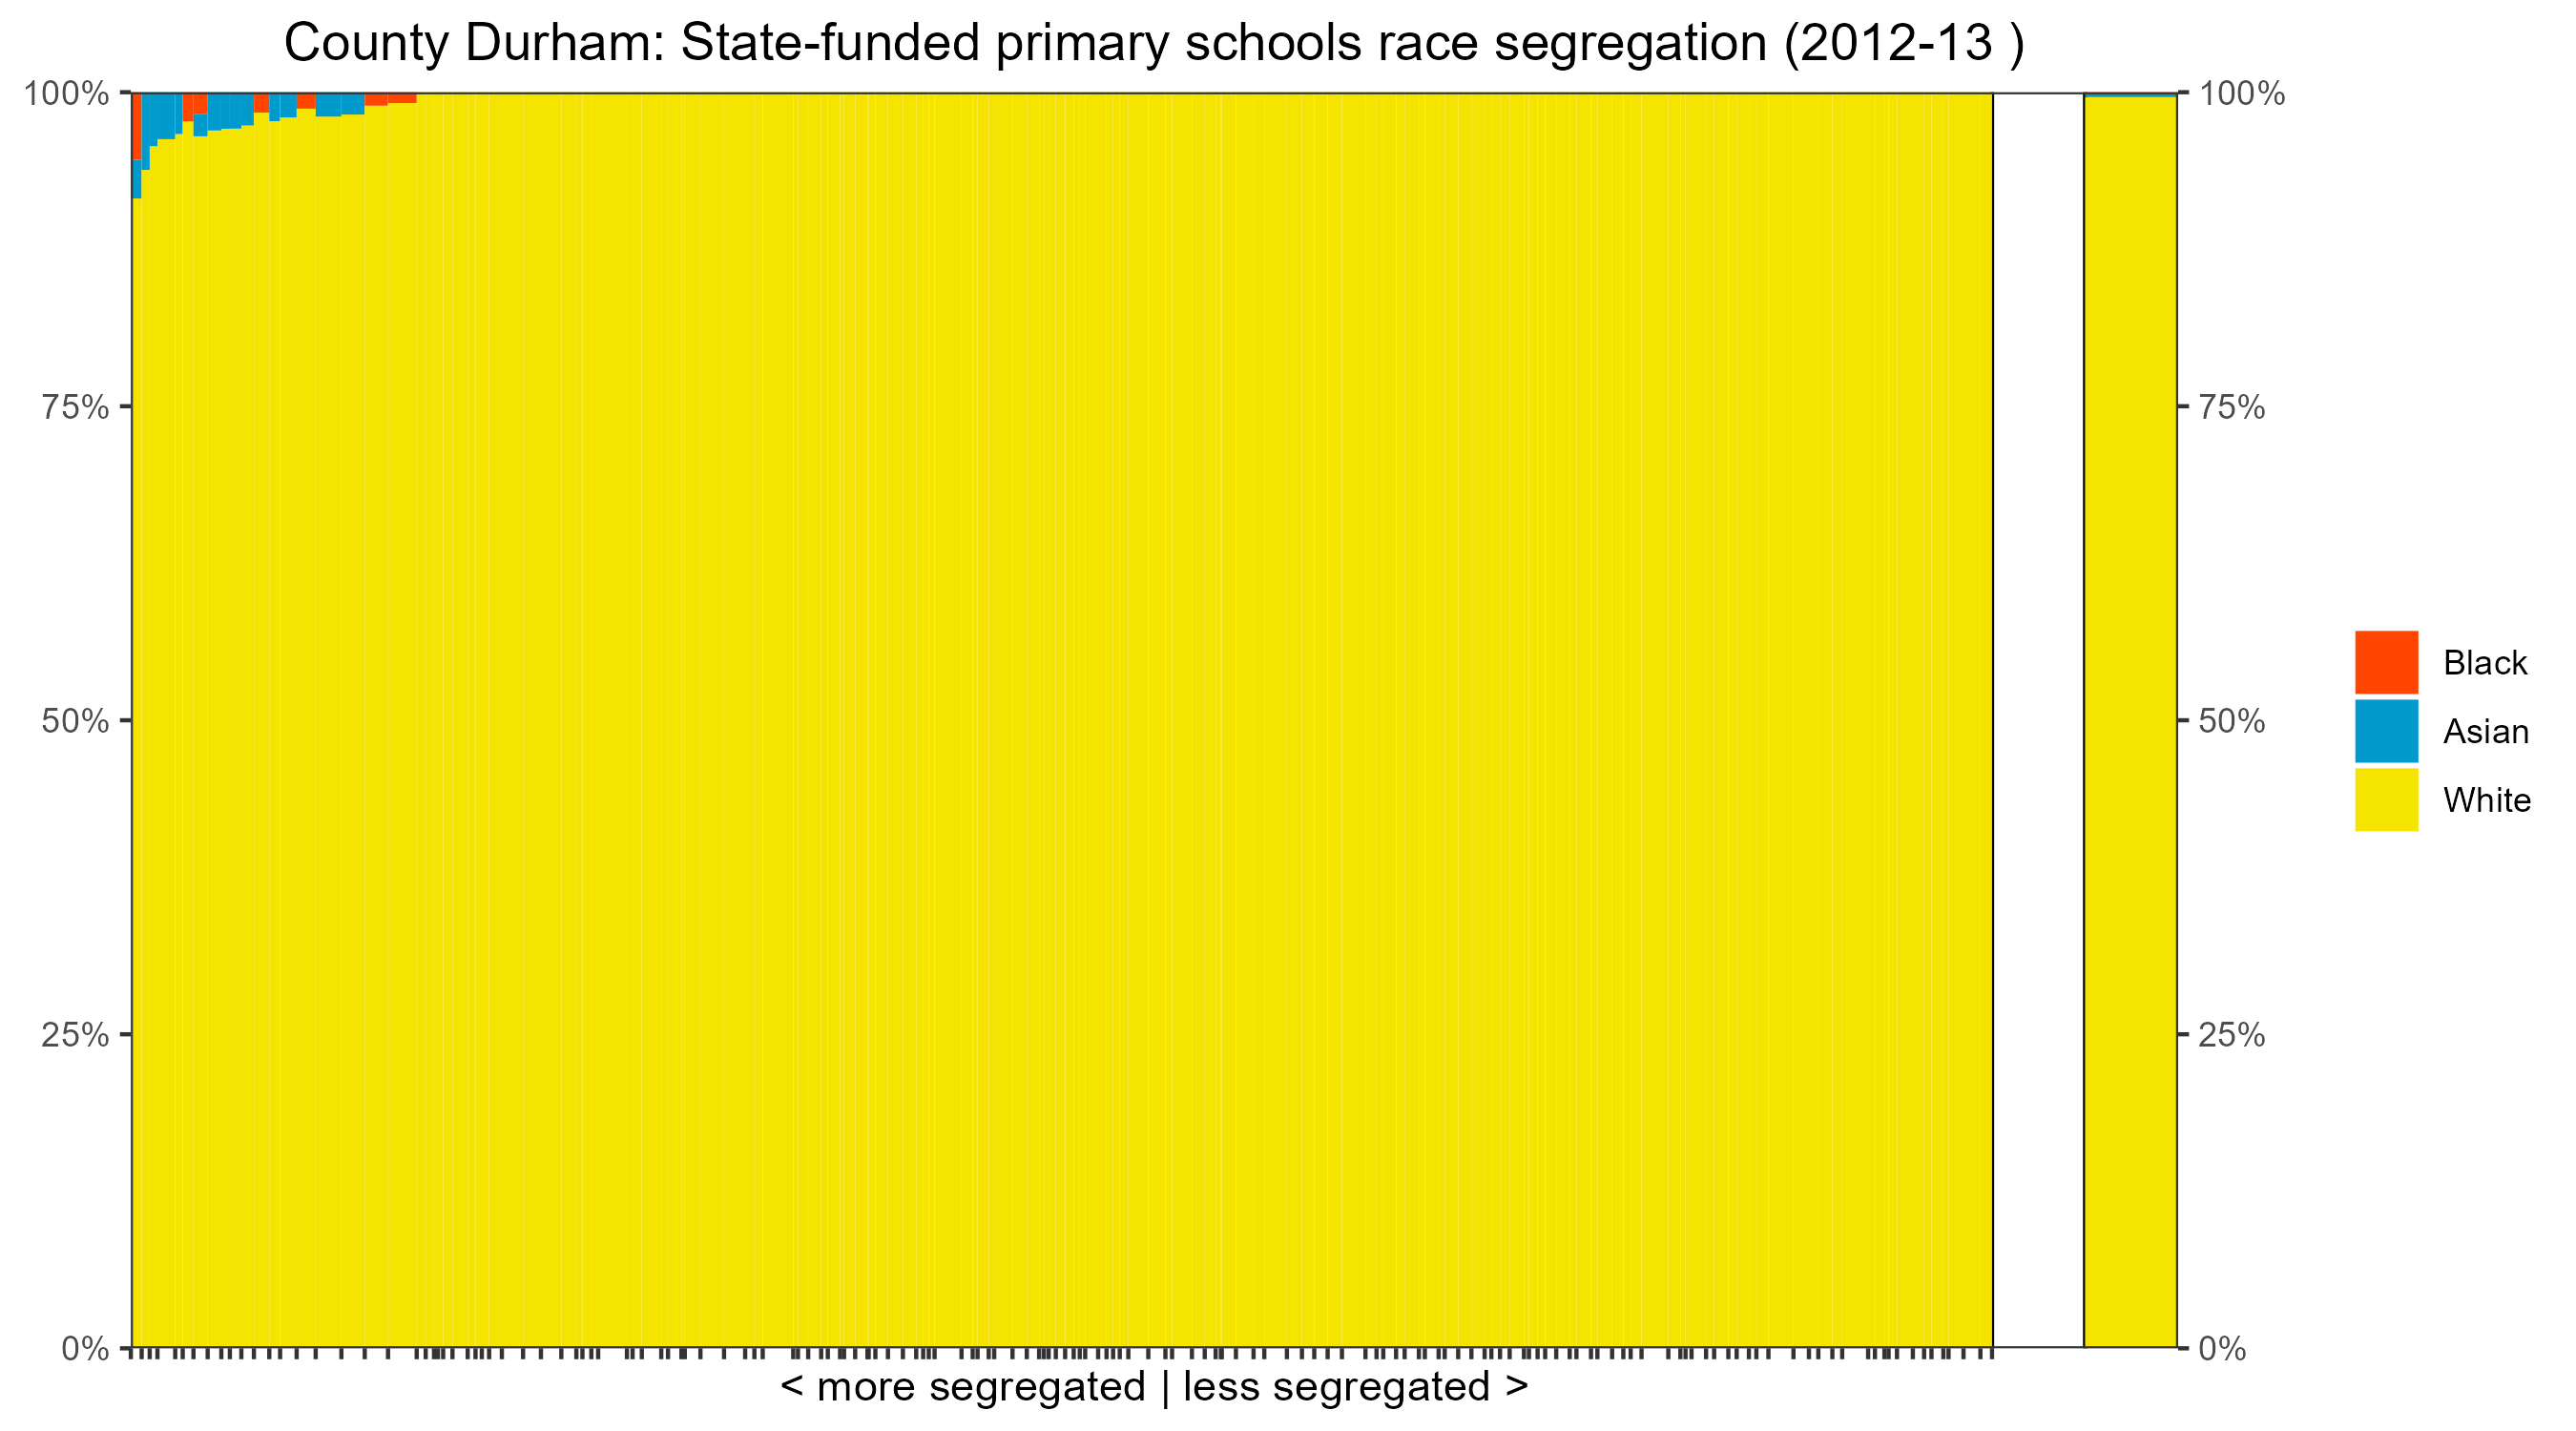 County Durham: State-funded primary schools race segregation (2012-13 )
100%
75%
50%
25%
0%
100%
75%
50%
25%
0%
Black
Asian
White
< more segregated | less segregated >